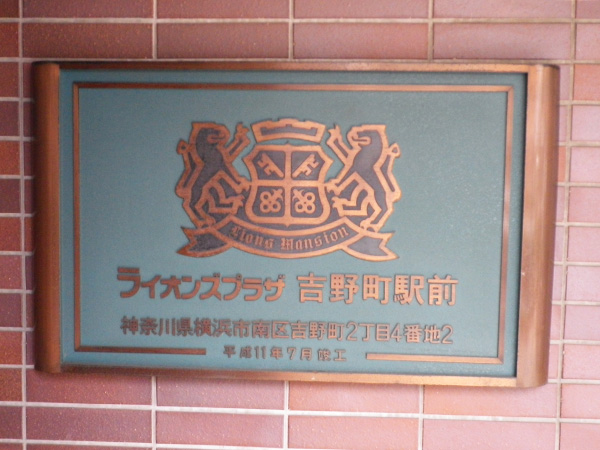 Lions Mansion
ライオンズプラザ 吉野町駅前
神奈川県横浜市南区吉野町2丁目4番地2
平成11年7月竣工